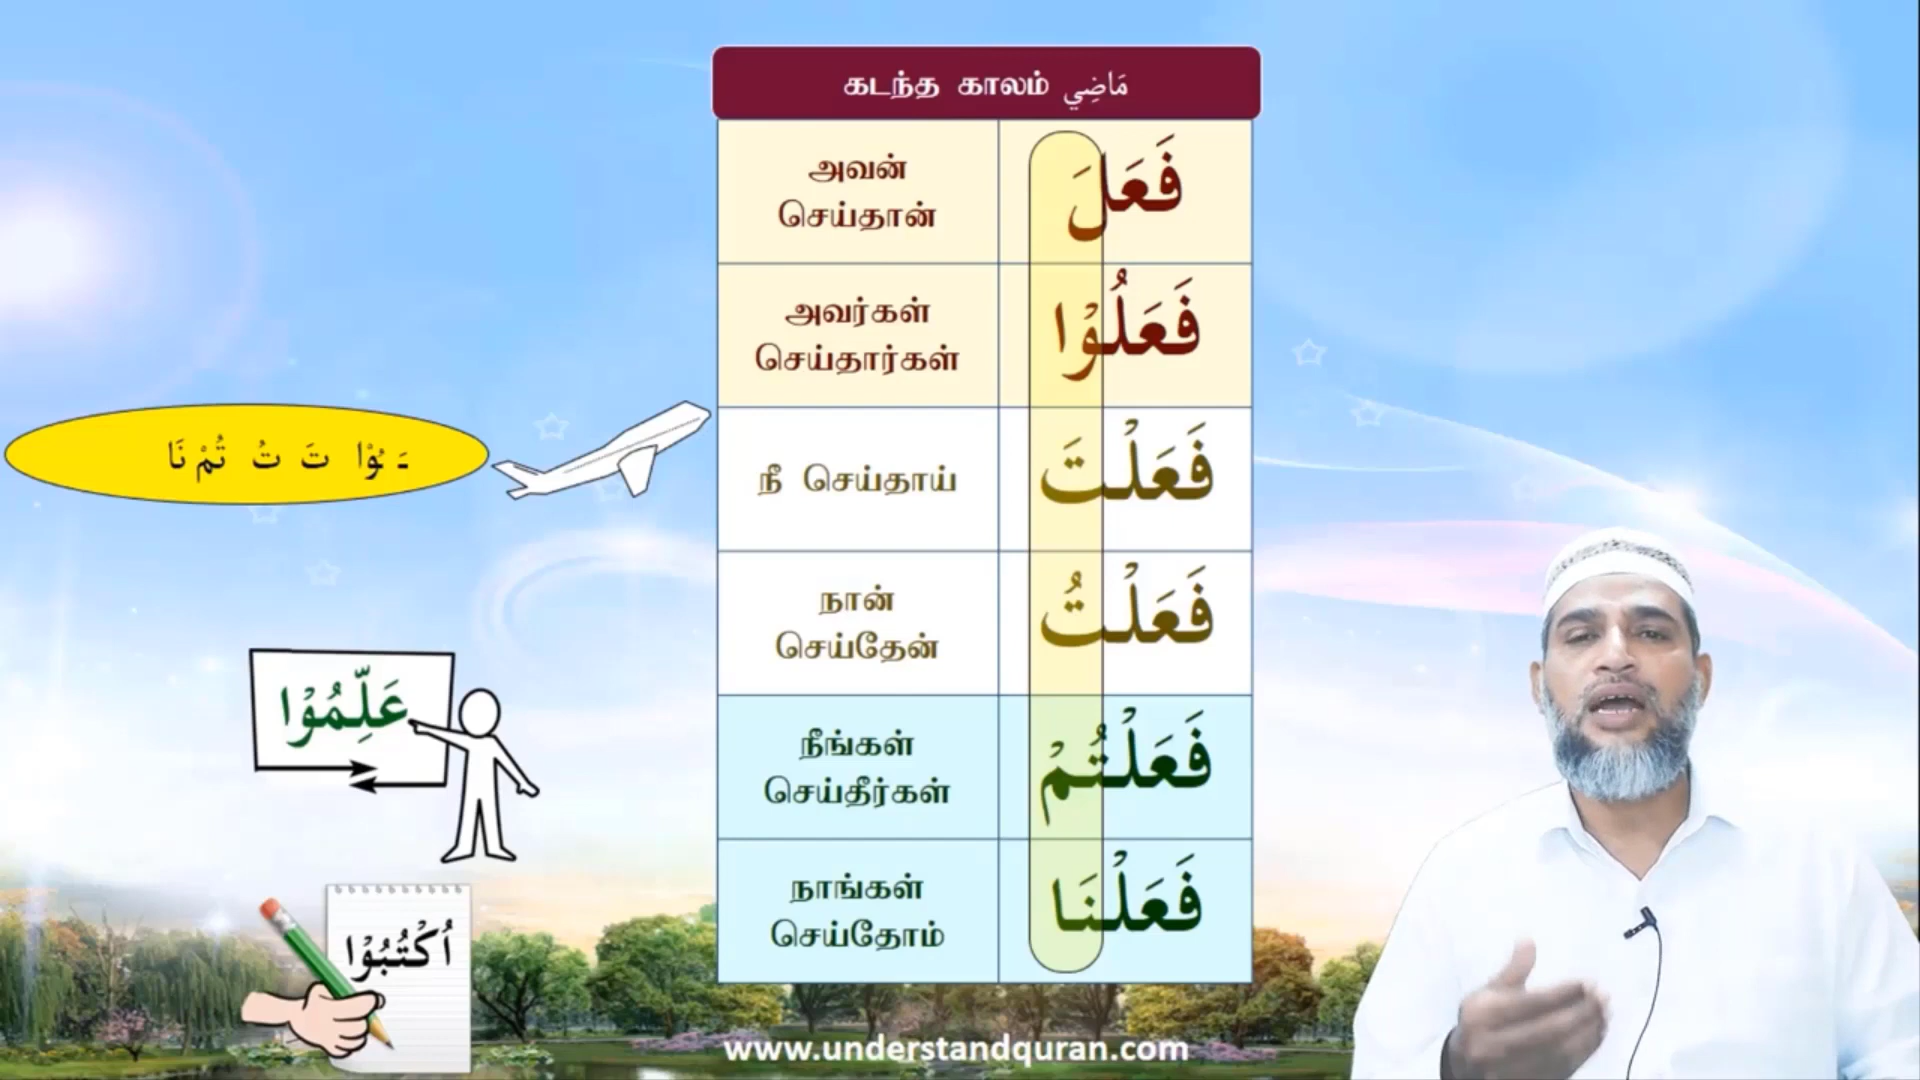 கடந்த காலம் مَاضِي
அவன் செய்தான்
فَعَلَ
அவர்கள் செய்தார்கள்
فَعَلُوْا
நீ செய்தாய்
فَعَلْتَ
நான் செய்தேன்
فَعَلْتُ
நீங்கள் செய்தீர்கள்
فَعَلْتُمْ
நாங்கள் செய்தோம்
فَعَلْنَا
ـَ ـُوْا تَ تُ تُمْ نَا
عَلِّمُوْا
اُكْتُبُوْا
www.understandquran.com